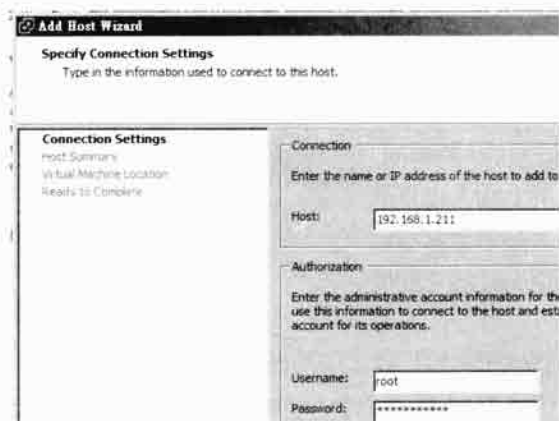 Add Host Wizard
Specify Connection Settings
Type in the information used to connect to this host.
Connection Settings
Host Summary
Virtual Machine Location
Ready to Complete
Connection
Enter the name or IP address of the host to add to
Host:
192.168.1.211
Authorization
Enter the administrative account information for the
use this information to connect to the host and est
account for its operations.
Username:
root
Password:
***********